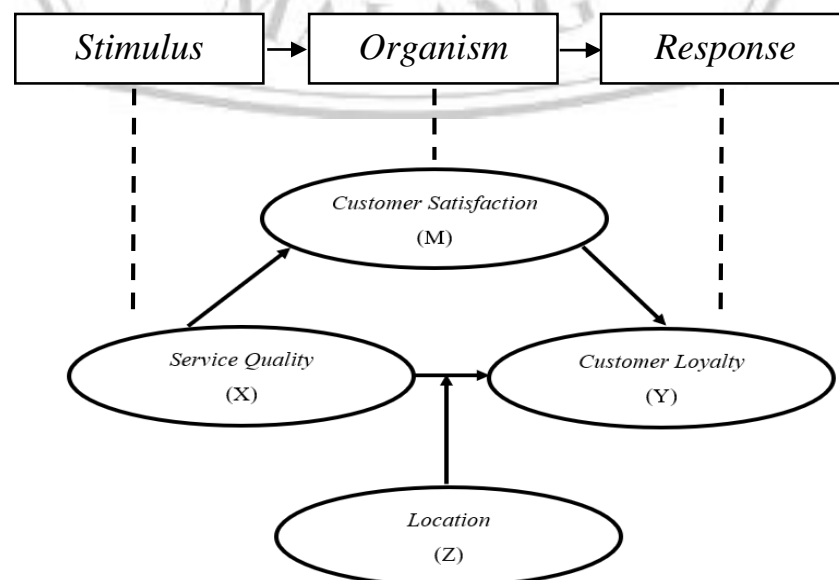 Stimulus
Organism
Response
Customer Satisfaction
(M)
Service Quality
(X)
Customer Loyalty
(Y)
Location
(Z)